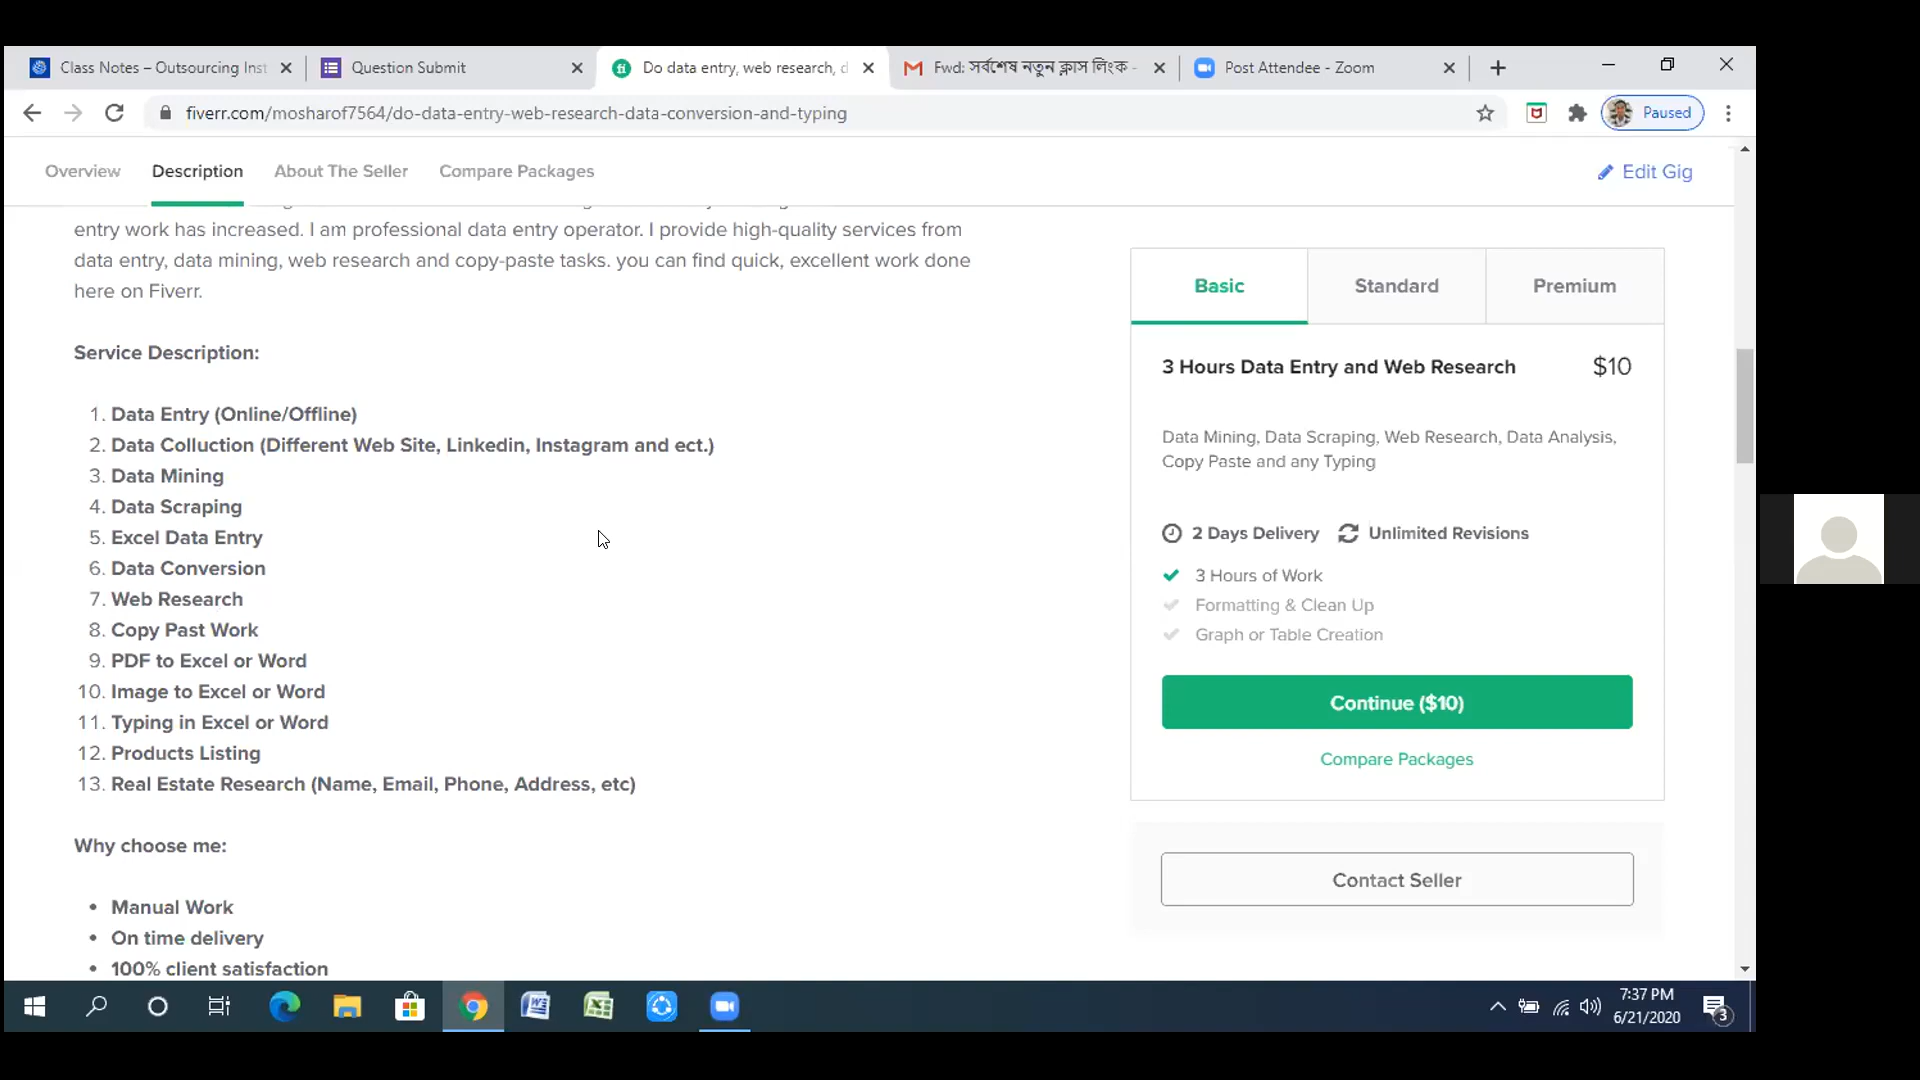 Class Notes – Outsourcing Inst
Question Submit
Do data entry, web research, d
Fwd: সর্বশেষ নতুন ক্লাস লিংক -
Post Attendee - Zoom
fiverr.com/mosharof7564/do-data-entry-web-research-data-conversion-and-typing
Paused
Overview
Description
About The Seller
Compare Packages
Edit Gig
entry work has increased. I am professional data entry operator. I provide high-quality services from
data entry, data mining, web research and copy-paste tasks. you can find quick, excellent work done
here on Fiverr.
Service Description:
1. Data Entry (Online/Offline)
2. Data Colluction (Different Web Site, Linkedin, Instagram and ect.)
3. Data Mining
4. Data Scraping
5. Excel Data Entry
6. Data Conversion
7. Web Research
8. Copy Past Work
9. PDF to Excel or Word
10. Image to Excel or Word
11. Typing in Excel or Word
12. Products Listing
13. Real Estate Research (Name, Email, Phone, Address, etc)
Why choose me:
• Manual Work
• On time delivery
• 100% client satisfaction
Basic
Standard
Premium
3 Hours Data Entry and Web Research $10
Data Mining, Data Scraping, Web Research, Data Analysis,
Copy Paste and any Typing
2 Days Delivery Unlimited Revisions
3 Hours of Work
Formatting & Clean Up
Graph or Table Creation
Continue ($10)
Compare Packages
Contact Seller
7:37 PM
6/21/2020
3